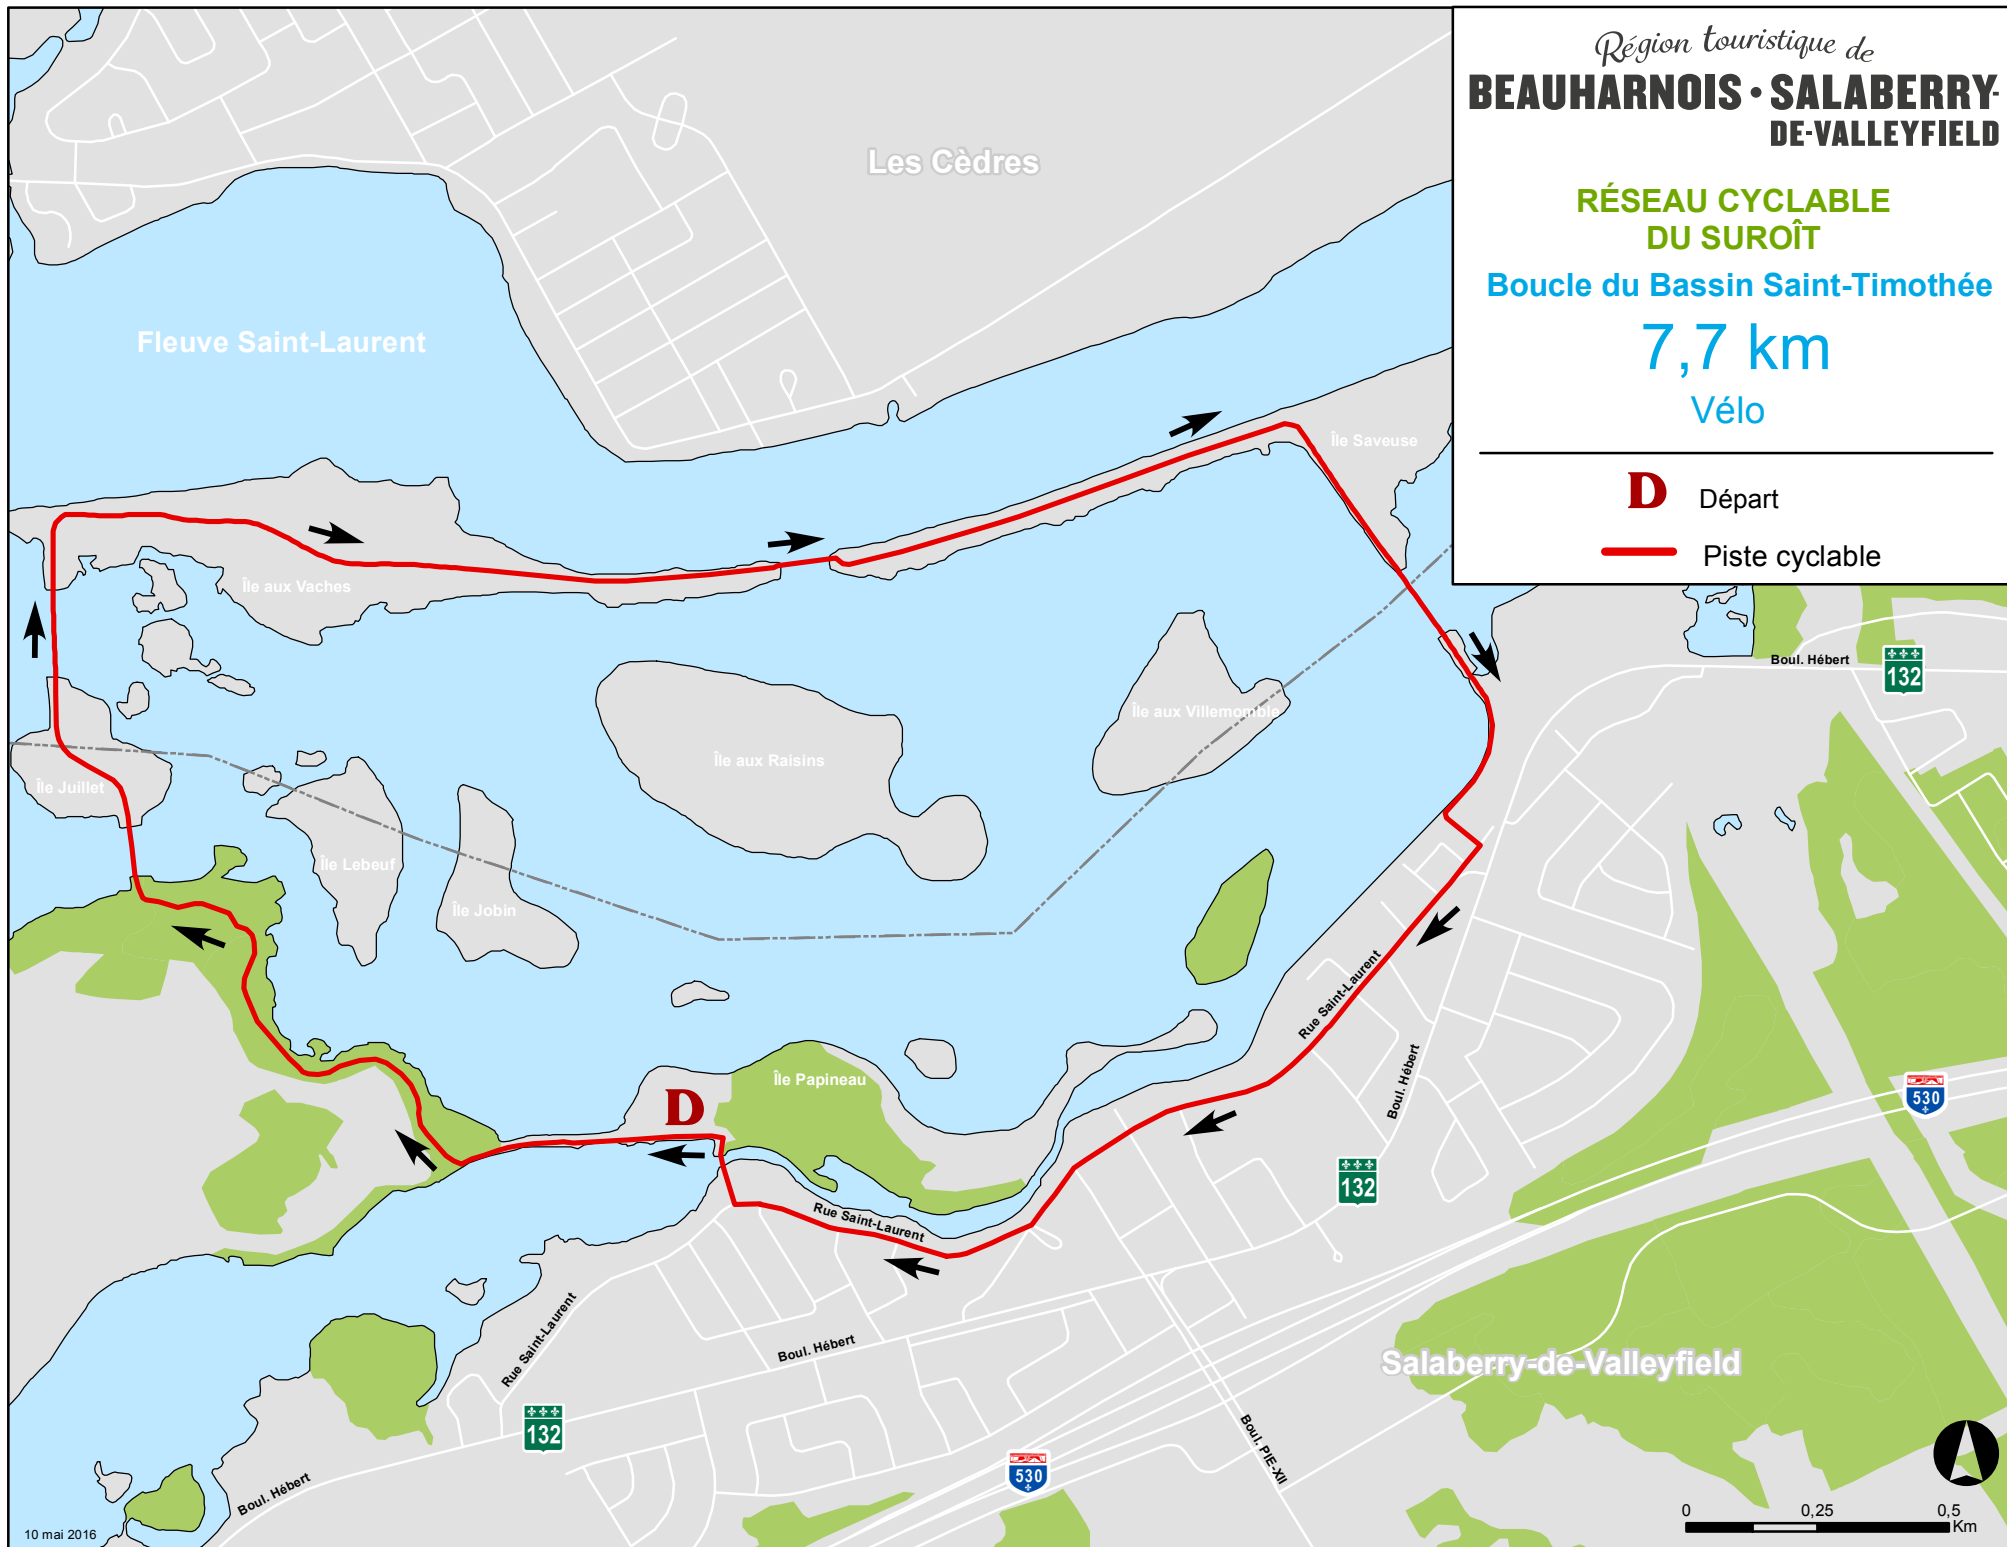 Région touristique de
BEAUHARNOIS • SALABERRY-
DE-VALLEYFIELD
RÉSEAU CYCLABLE
DU SUROÎT
Boucle du Bassin Saint-Timothée
7,7 km
Vélo
D Départ
Piste cyclable
Les Cèdres
Fleuve Saint-Laurent
Île Saveuse
Île aux Vaches
Boul. Hébert
132
Île aux Villemomble
Île aux Raisins
Île Juillet
Île Lebeuf
Île Jobin
Rue Saint-Laurent
Boul. Hébert
Île Papineau
D
530
132
Rue Saint-Laurent
Rue Saint-Laurent
Boul. Hébert
Salaberry-de-Valleyfield
132
Boul. PIE-XII
530
Boul. Hébert
0 0,25 0,5
Km
10 mai 2016